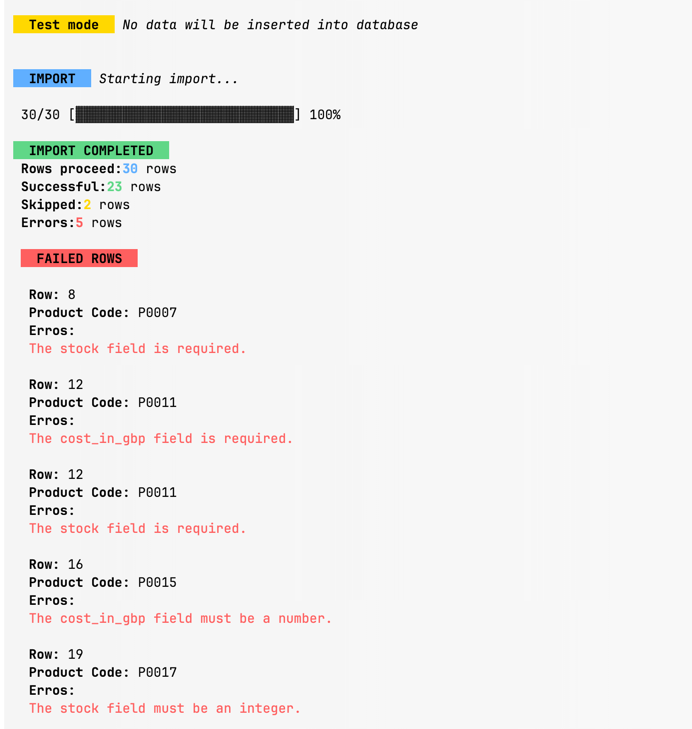 Test mode No data will be inserted into database
IMPORT Starting import...
30/30 [▓▓▓▓▓▓▓▓▓▓▓▓▓▓▓▓▓▓▓▓▓▓▓▓▓▓▓▓] 100%
IMPORT COMPLETED
Rows proceed:30 rows
Successful:23 rows
Skipped:2 rows
Errors:5 rows
FAILED ROWS
Row: 8
Product Code: P0007
Erros:
The stock field is required.
Row: 12
Product Code: P0011
Erros:
The cost_in_gbp field is required.
Row: 12
Product Code: P0011
Erros:
The stock field is required.
Row: 16
Product Code: P0015
Erros:
The cost_in_gbp field must be a number.
Row: 19
Product Code: P0017
Erros:
The stock field must be an integer.